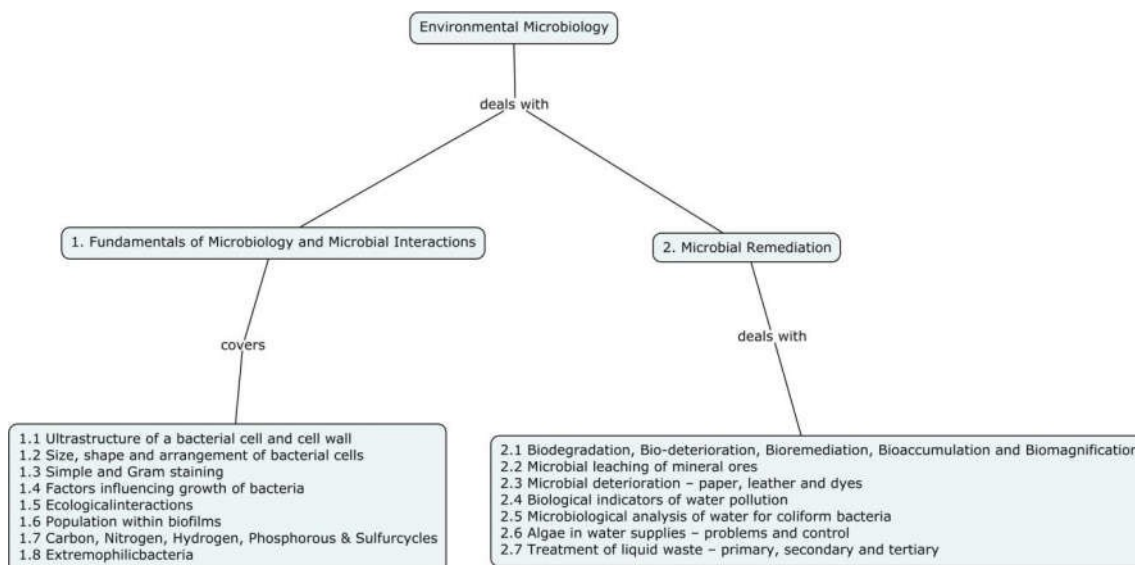 Environmental Microbiology
deals with
1. Fundamentals of Microbiology and Microbial Interactions
2. Microbial Remediation
covers
deals with
1.1 Ultrastructure of a bacterial cell and cell wall
1.2 Size, shape and arrangement of bacterial cells
1.3 Simple and Gram staining
1.4 Factors influencing growth of bacteria
1.5 Ecologicalinteractions
1.6 Population within biofilms
1.7 Carbon, Nitrogen, Hydrogen, Phosphorous & Sulfurcycles
1.8 Extremophilicbacteria
2.1 Biodegradation, Bio-deterioration, Bioremediation, Bioaccumulation and Biomagnification
2.2 Microbial leaching of mineral ores
2.3 Microbial deterioration – paper, leather and dyes
2.4 Biological indicators of water pollution
2.5 Microbiological analysis of water for coliform bacteria
2.6 Algae in water supplies – problems and control
2.7 Treatment of liquid waste – primary, secondary and tertiary